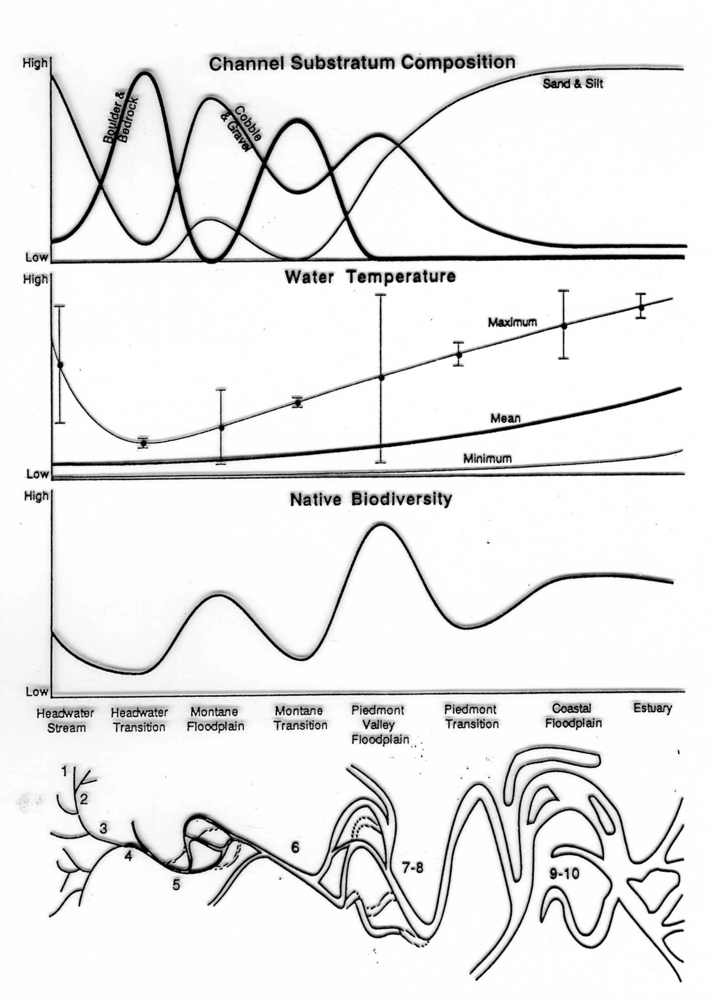 Channel Substratum Composition
High
Sand & Silt
Boulder &
Bedrock
Cobble
& Gravel
Low
Water Temperature
High
Maximum
Mean
Minimum
Low
Native Biodiversity
High
Low
Headwater
Stream
Headwater
Transition
Montane
Floodplain
Montane
Transition
Piedmont
Valley
Floodplain
Piedmont
Transition
Coastal
Floodplain
Estuary
1
2
3
4
5
6
7-8
9-10